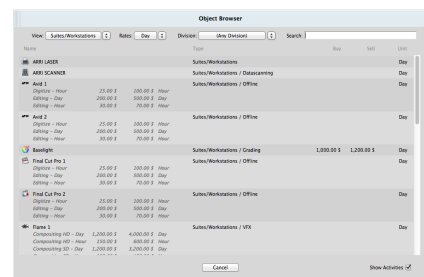 Object Browser
View: Suites/Workstations Rates: Day Division: (Any Division) Search:
Name Type Buy Sell Unit
ARRI LASER Suites/Workstations Day
ARRI SCANNER Suites/Workstations / Datascanning Day
Avid 1 Suites/Workstations / Offline Day
Digitize - Hour 25.00 $ 100.00 $ Hour
Editing - Day 200.00 $ 500.00 $ Day
Editing - Hour 30.00 $ 70.00 $ Hour
Avid 2 Suites/Workstations / Offline Day
Digitize - Hour 25.00 $ 100.00 $ Hour
Editing - Day 200.00 $ 500.00 $ Day
Editing - Hour 30.00 $ 70.00 $ Hour
Baselight Suites/Workstations / Grading 1,000.00 $ 1,200.00 $ Day
Final Cut Pro 1 Suites/Workstations / Offline Day
Digitize - Hour 25.00 $ 100.00 $ Hour
Editing - Day 200.00 $ 500.00 $ Day
Editing - Hour 30.00 $ 70.00 $ Hour
Final Cut Pro 2 Suites/Workstations / Offline Day
Digitize - Hour 25.00 $ 100.00 $ Hour
Editing - Day 200.00 $ 500.00 $ Day
Editing - Hour 30.00 $ 70.00 $ Hour
Flame 1 Suites/Workstations / VFX Day
Compositing HD - Day 1,200.00 $ 4,000.00 $ Day
Compositing HD - Hour 150.00 $ 600.00 $ Hour
Compositing SD - Day 1,200.00 $ 3,200.00 $ Day
Cancel Show Activities